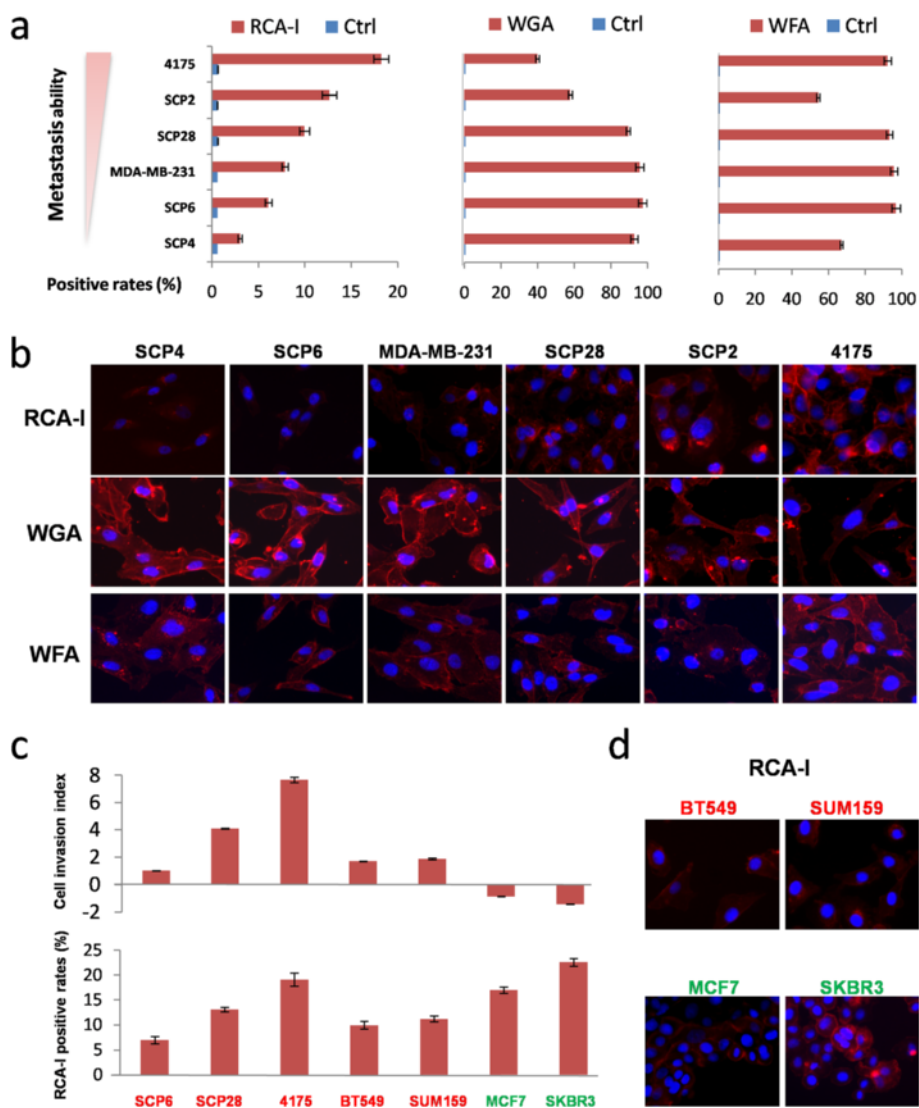 a
RCA-I Ctrl
WGA Ctrl
WFA Ctrl
Metastasis ability
4175
SCP2
SCP28
MDA-MB-231
SCP6
SCP4
Positive rates (%)
0 5 10 15 20
0 20 40 60 80 100
0 20 40 60 80 100
b
SCP4 SCP6 MDA-MB-231 SCP28 SCP2 4175
RCA-I
WGA
WFA
c
Cell invasion index
8
6
4
2
0
-2
RCA-I positive rates (%)
25
20
15
10
5
0
SCP6 SCP28 4175 BT549 SUM159 MCF7 SKBR3
d
RCA-I
BT549 SUM159
MCF7 SKBR3